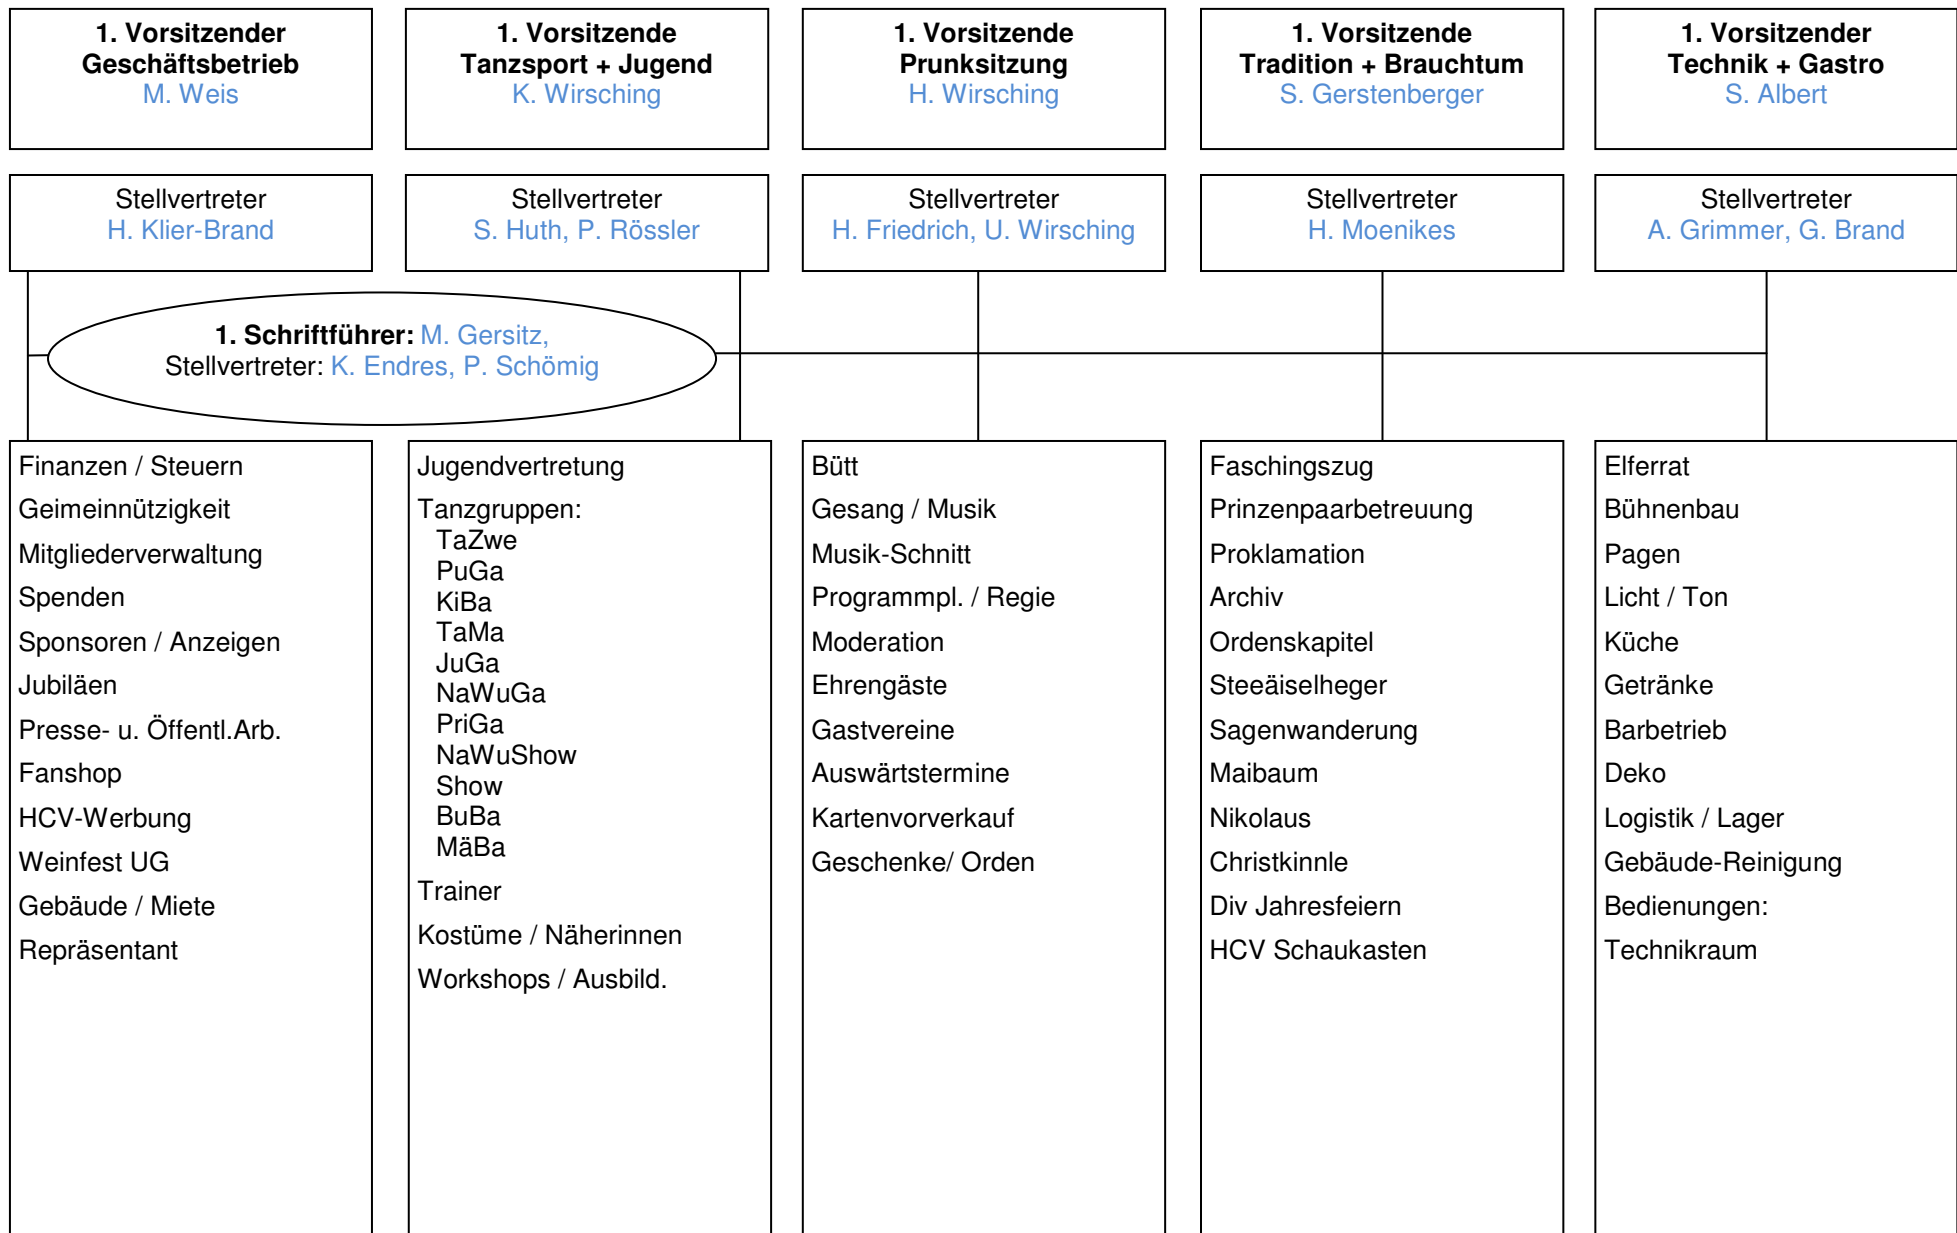 1. Vorsitzender
Geschäftsbetrieb
M. Weis
1. Vorsitzende
Tanzsport + Jugend
K. Wirsching
1. Vorsitzende
Prunksitzung
H. Wirsching
1. Vorsitzende
Tradition + Brauchtum
S. Gerstenberger
1. Vorsitzender
Technik + Gastro
S. Albert
Stellvertreter
H. Klier-Brand
Stellvertreter
S. Huth, P. Rössler
Stellvertreter
H. Friedrich, U. Wirsching
Stellvertreter
H. Moenikes
Stellvertreter
A. Grimmer, G. Brand
1. Schriftführer: M. Gersitz,
Stellvertreter: K. Endres, P. Schömig
Finanzen / Steuern
Geimeinnützigkeit
Mitgliederverwaltung
Spenden
Sponsoren / Anzeigen
Jubiläen
Presse- u. Öffentl.Arb.
Fanshop
HCV-Werbung
Weinfest UG
Gebäude / Miete
Repräsentant
Jugendvertretung
Tanzgruppen:
TaZwe
PuGa
KiBa
TaMa
JuGa
NaWuGa
PriGa
NaWuShow
Show
BuBa
MäBa
Trainer
Kostüme / Näherinnen
Workshops / Ausbild.
Bütt
Gesang / Musik
Musik-Schnitt
Programmpl. / Regie
Moderation
Ehrengäste
Gastvereine
Auswärtstermine
Kartenvorverkauf
Geschenke/ Orden
Faschingszug
Prinzenpaarbetreuung
Proklamation
Archiv
Ordenskapitel
Steeäiselheger
Sagenwanderung
Maibaum
Nikolaus
Christkinnle
Div Jahresfeiern
HCV Schaukasten
Elferrat
Bühnenbau
Pagen
Licht / Ton
Küche
Getränke
Barbetrieb
Deko
Logistik / Lager
Gebäude-Reinigung
Bedienungen:
Technikraum